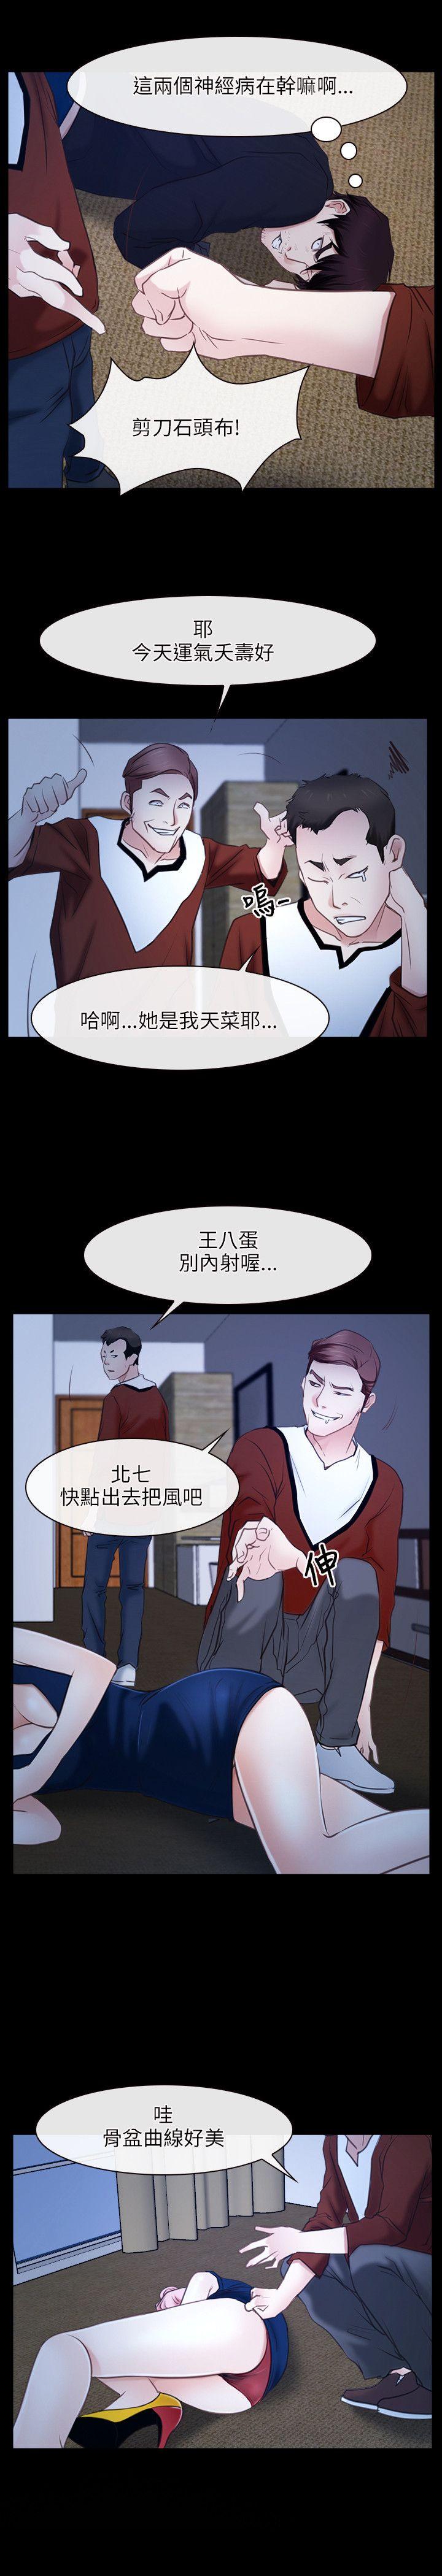 這兩個神經病在幹嘛啊...
剪刀石頭布!
耶
今天運氣夭壽好
嗚-
哈啊...她是我天菜耶...
王八蛋
別內射喔...
北七
快點出去把風吧
伸
哇
骨盆曲線好美